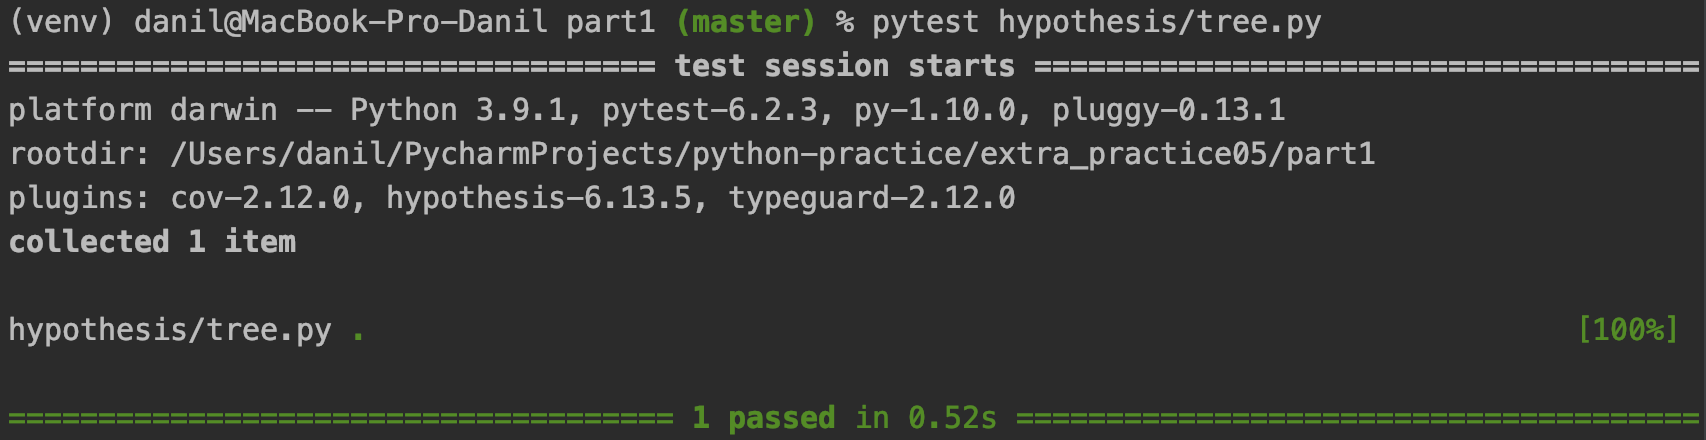 (venv) danil@MacBook-Pro-Danil part1 (master) % pytest hypothesis/tree.py
==================================== test session starts =====================================
platform darwin -- Python 3.9.1, pytest-6.2.3, py-1.10.0, pluggy-0.13.1
rootdir: /Users/danil/PycharmProjects/python-practice/extra_practice05/part1
plugins: cov-2.12.0, hypothesis-6.13.5, typeguard-2.12.0
collected 1 item
hypothesis/tree.py . [100%]
===================================== 1 passed in 0.52s ======================================